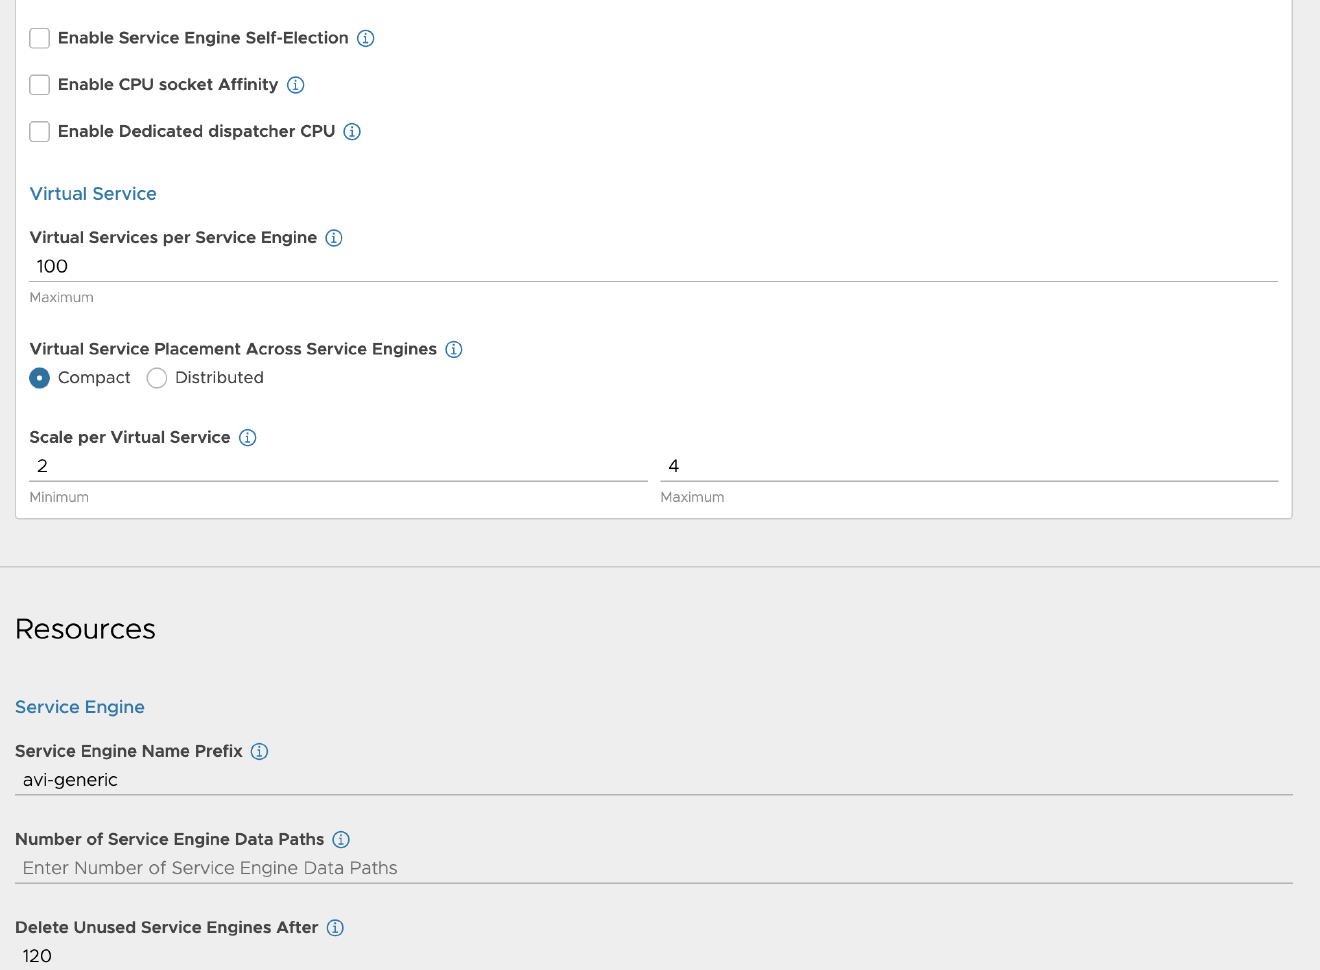 Enable Service Engine Self-Election
Enable CPU socket Affinity
Enable Dedicated dispatcher CPU
Virtual Service
Virtual Services per Service Engine
100
Maximum
Virtual Service Placement Across Service Engines
Compact Distributed
Scale per Virtual Service
2 4
Minimum Maximum
Resources
Service Engine
Service Engine Name Prefix
avi-generic
Number of Service Engine Data Paths
Enter Number of Service Engine Data Paths
Delete Unused Service Engines After
120